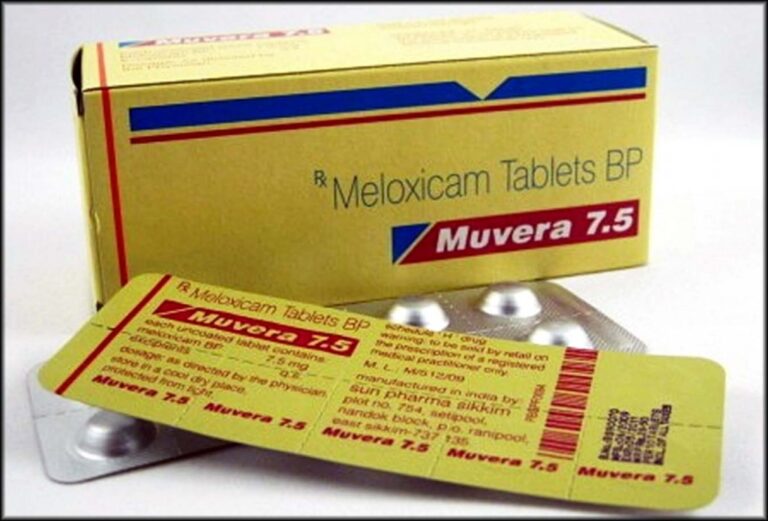 Muvera 7.5
Rx Meloxicam Tablets BP
Muvera 7.5
Rx Meloxicam Tablets BP
Muvera 7.5
each uncoated tablet contains
meloxicam BP 7.5 mg
excipients q.s.
dosage: as directed by the physician
store in a cool dry place,
protected from light.
schedule H drug
warning: to be sold by retail on
the prescription of a registered
medical practitioner only.
M. L.: M/512/09
manufactured in india by:
sun pharma sikkim
plot no. 754, setipool,
nandok block, p.o. ranipool,
east sikkim-737 135
Muvera 7.5
Muvera 7.5
Muvera 7.5
Muvera 7.5
Muvera 7.5